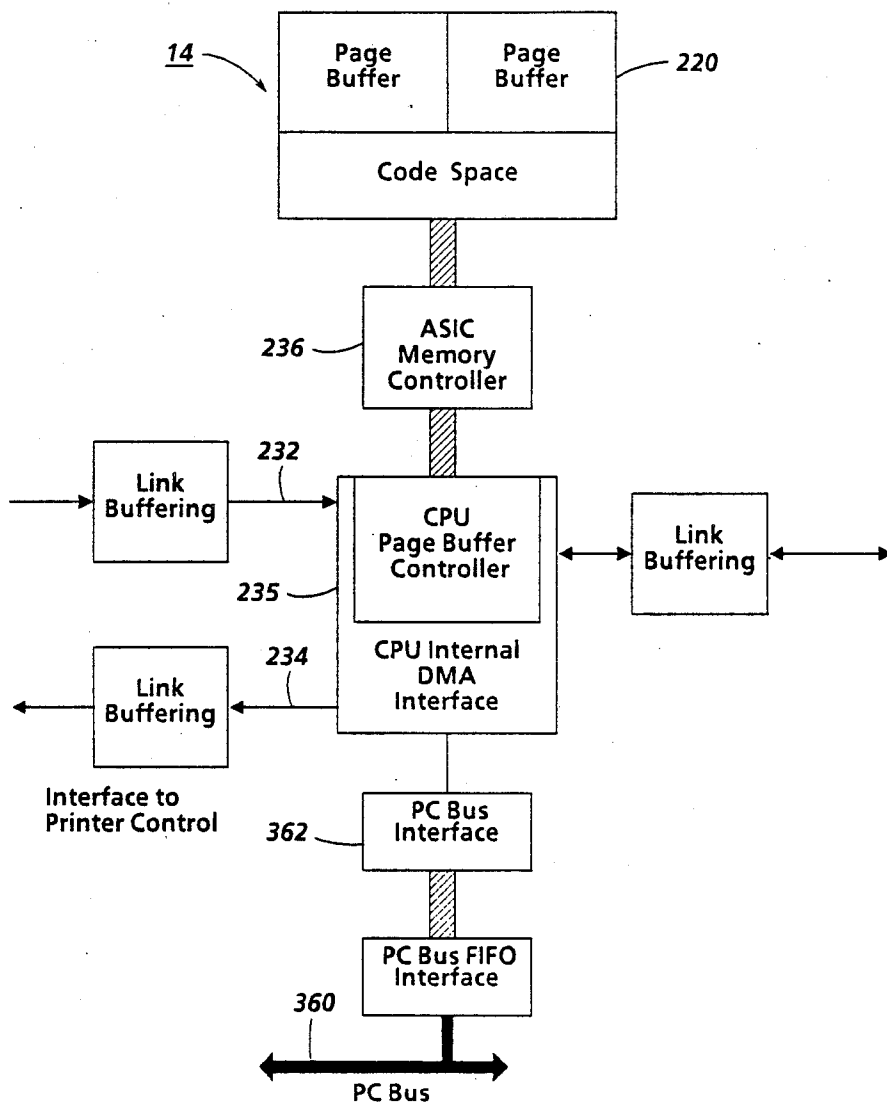 14
Page
Buffer
Page
Buffer
220
Code Space
236
ASIC
Memory
Controller
232
Link
Buffering
CPU
Page Buffer
Controller
Link
Buffering
235
234
CPU Internal
DMA
Interface
Link
Buffering
Interface to
Printer Control
362
PC Bus
Interface
PC Bus FIFO
Interface
360
PC Bus